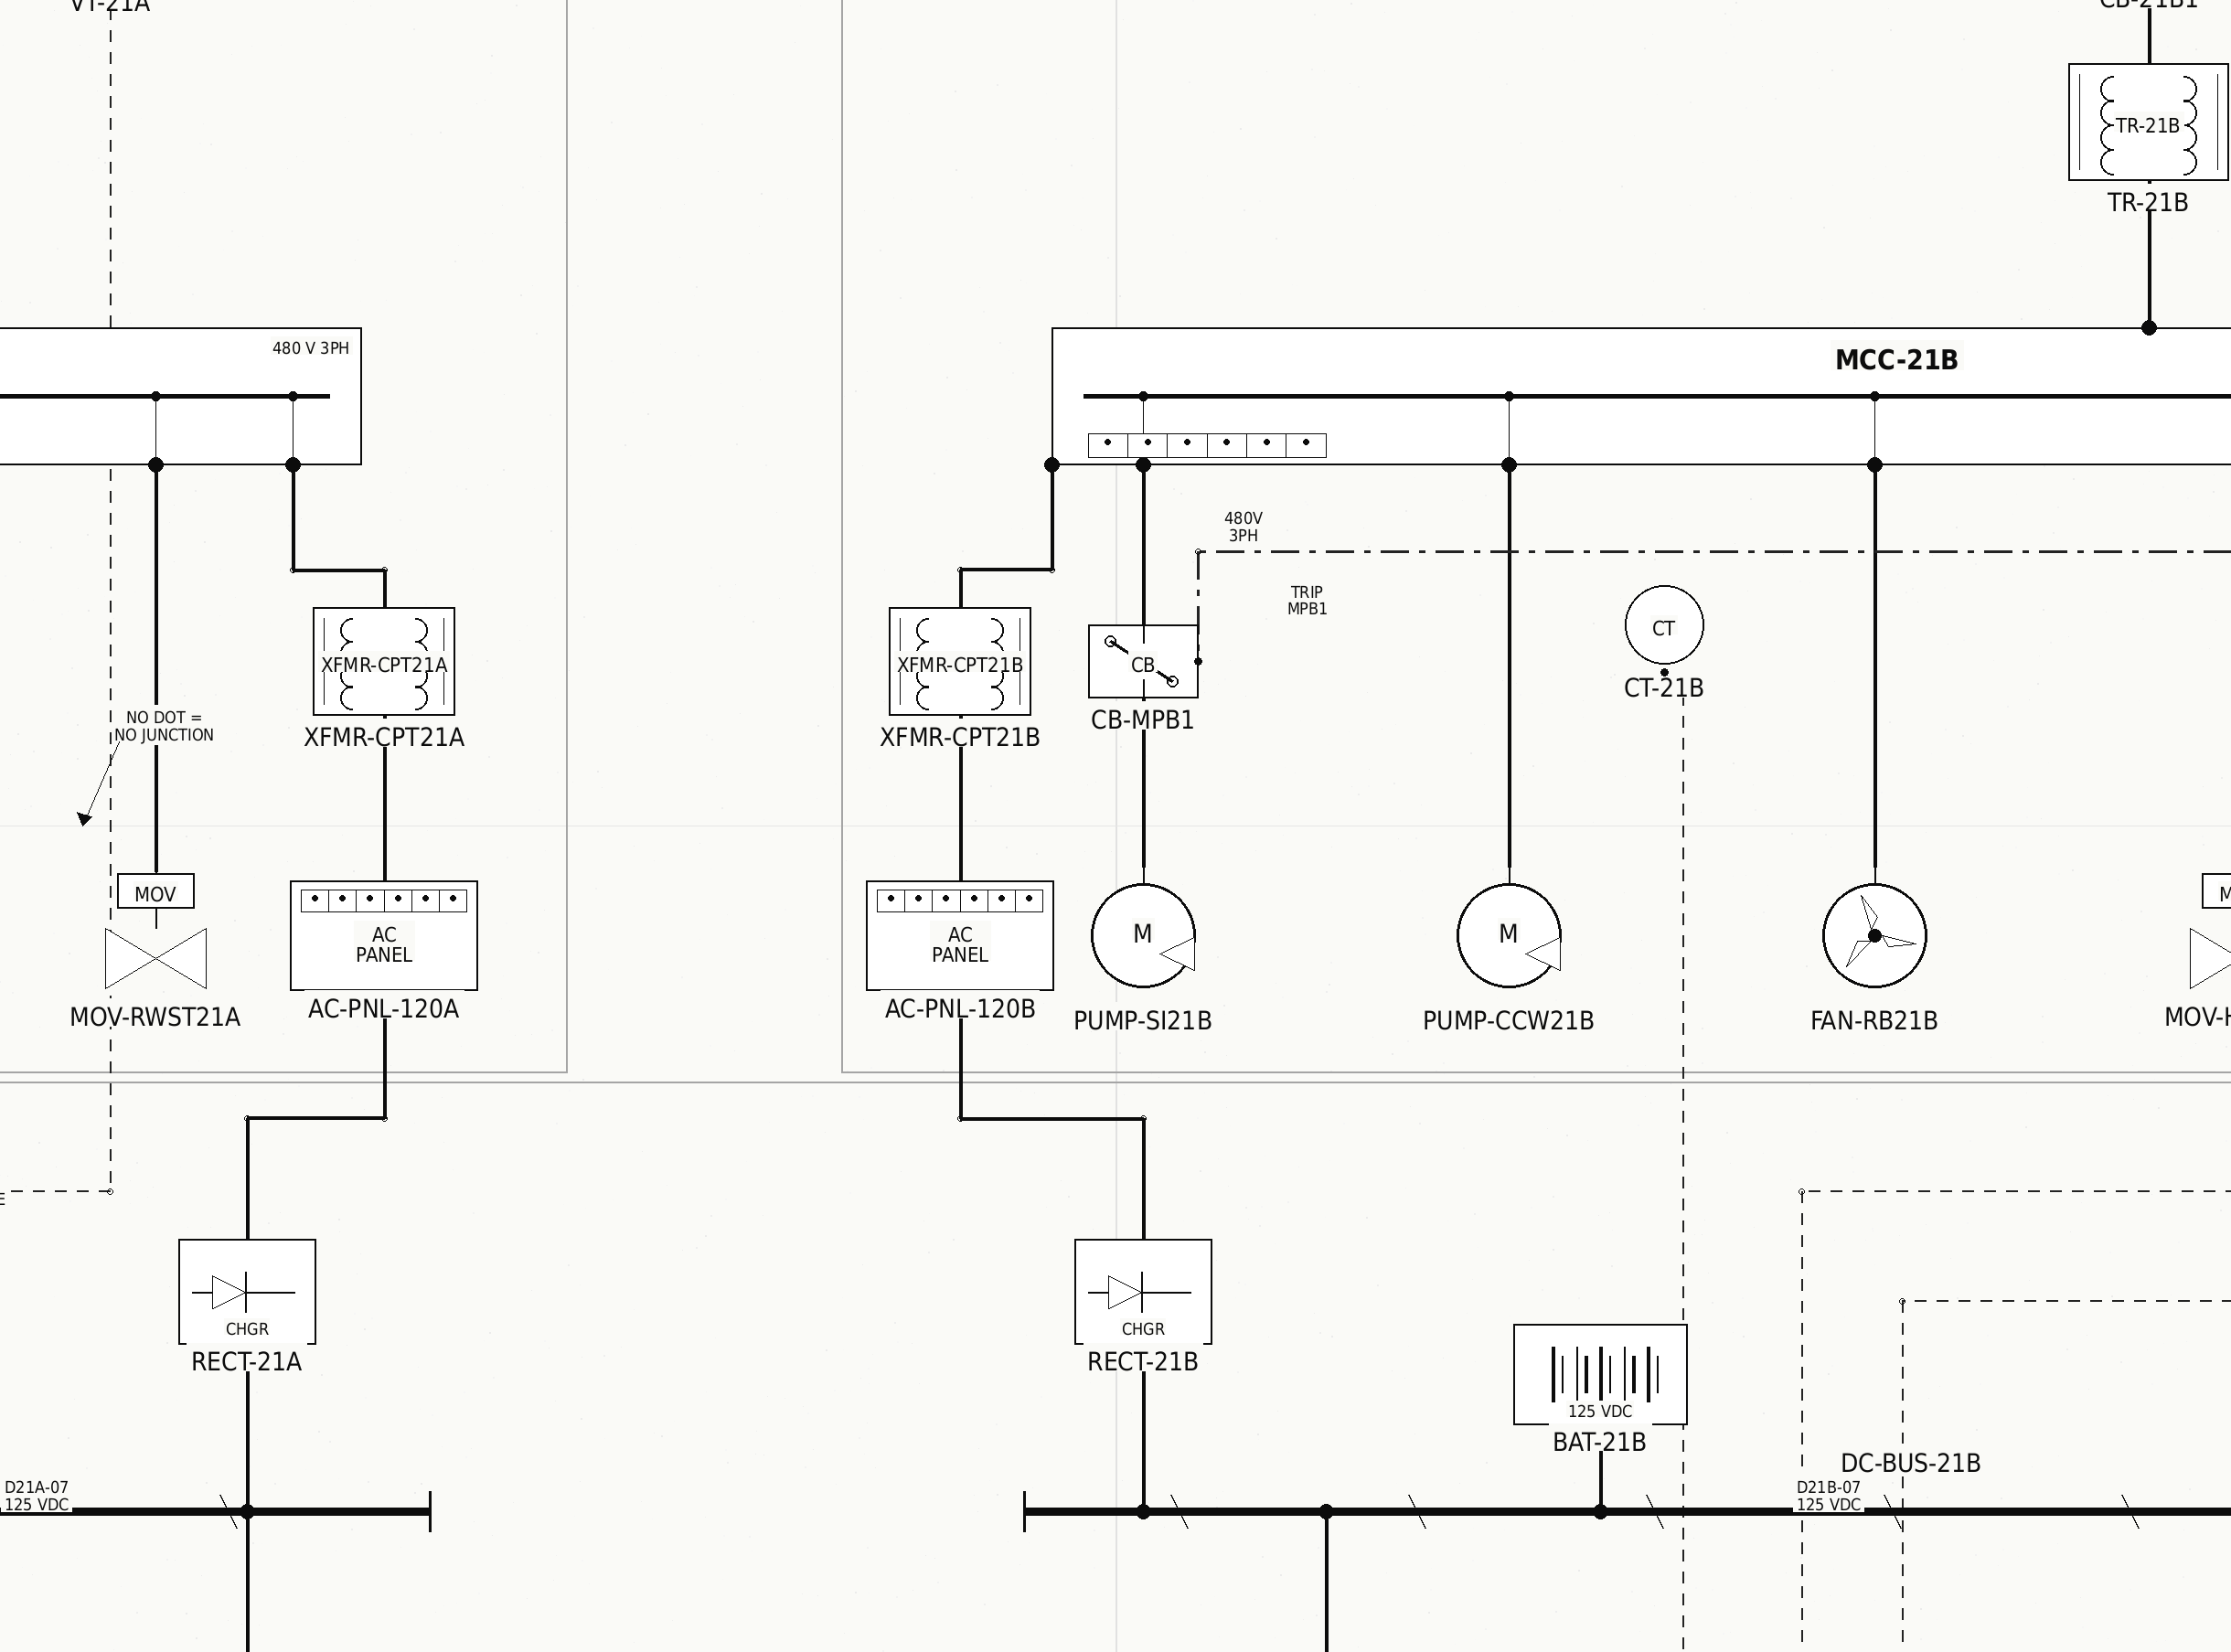 VT-21A
CB-21B1
TR-21B
TR-21B
480 V 3PH
MCC-21B
480V
3PH
TRIP
MPB1
CT
CT-21B
XFMR-CPT21A
XFMR-CPT21A
XFMR-CPT21B
XFMR-CPT21B
CB
CB-MPB1
NO DOT =
NO JUNCTION
MOV
MOV-RWST21A
AC
PANEL
AC-PNL-120A
AC
PANEL
AC-PNL-120B
M
PUMP-SI21B
M
PUMP-CCW21B
FAN-RB21B
MOV-
CHGR
RECT-21A
CHGR
RECT-21B
125 VDC
BAT-21B
DC-BUS-21B
D21A-07
125 VDC
D21B-07
125 VDC